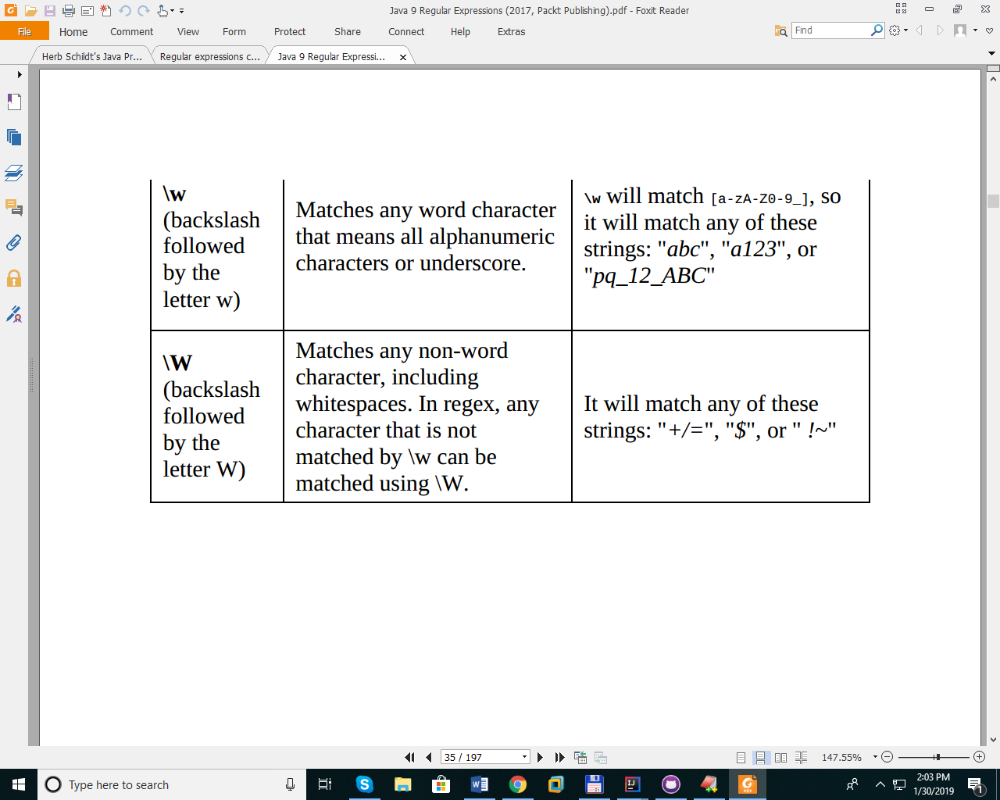 Java 9 Regular Expressions (2017, Packt Publishing).pdf - Foxit Reader
File Home Comment View Form Protect Share Connect Help Extras Find
Herb Schildt's Java Pr... Regular expressions c... Java 9 Regular Expressi...
\w
(backslash
followed
by the
letter w)
Matches any word character
that means all alphanumeric
characters or underscore.
\w will match [a-zA-Z0-9_], so
it will match any of these
strings: "abc", "a123", or
"pq_12_ABC"
\W
(backslash
followed
by the
letter W)
Matches any non-word
character, including
whitespaces. In regex, any
character that is not
matched by \w can be
matched using \W.
It will match any of these
strings: "+/=", "$", or " !~"
35 / 197
147.55%
Type here to search
2:03 PM
1/30/2019